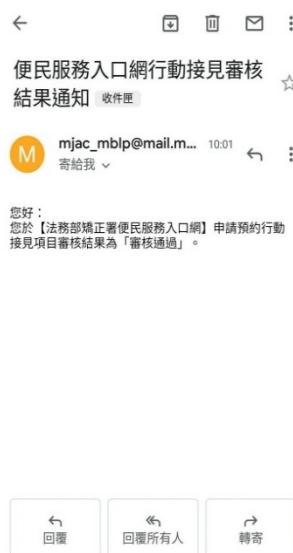 便民服務入口網行動接見審核
結果通知 收件匣
M
mjac_mblp@mail.m... 10:01
寄給我
您好：
您於【法務部矯正署便民服務入口網】申請預約行動
接見項目審核結果為「審核通過」。
回覆 回覆所有人 轉寄